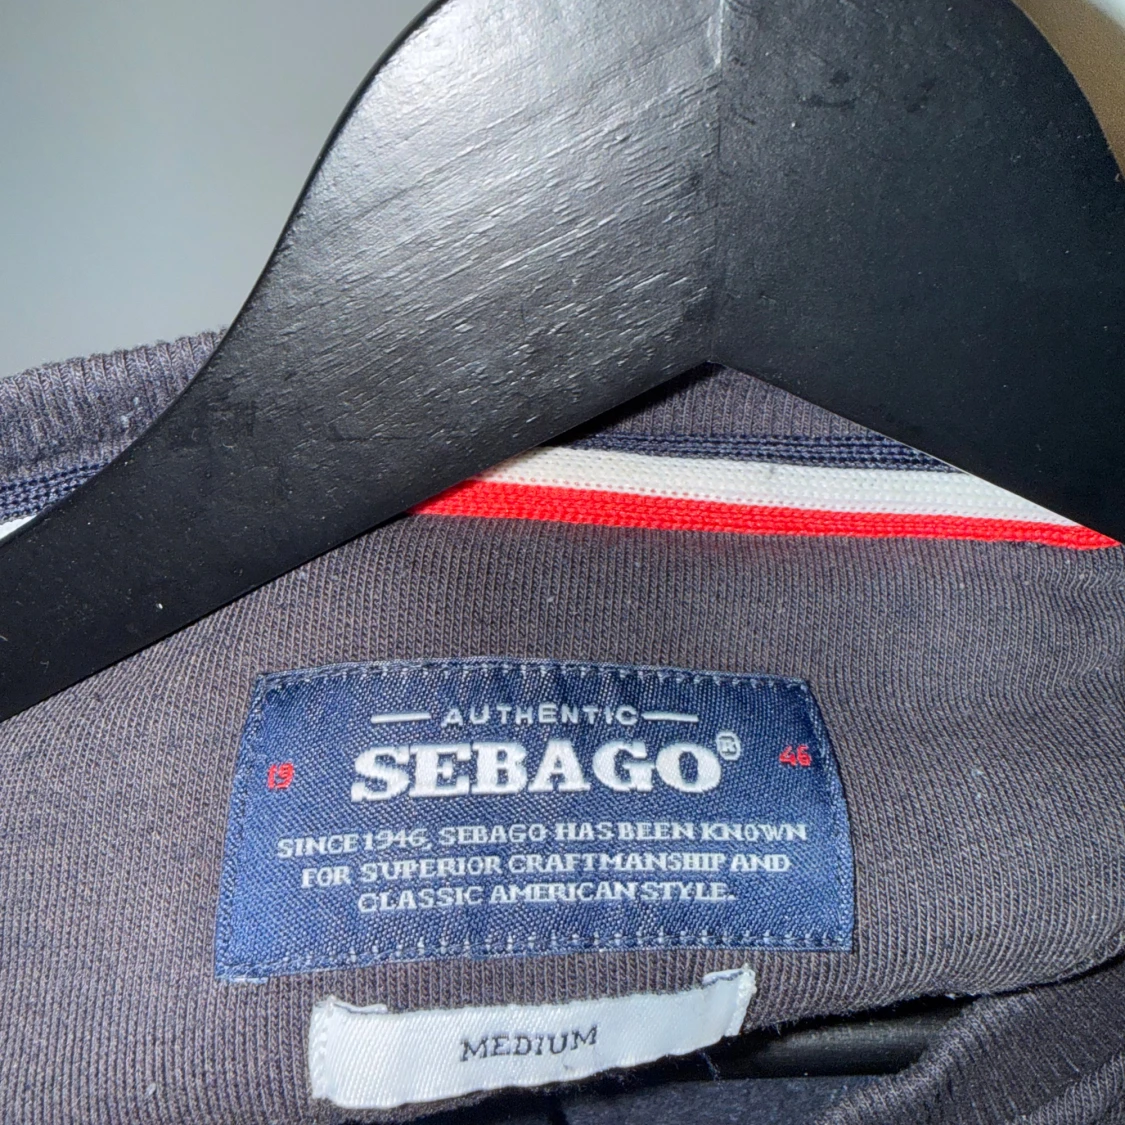 AUTHENTIC
SEBAGO®
19 46
SINCE 1946, SEBAGO HAS BEEN KNOWN
FOR SUPERIOR CRAFTMANSHIP AND
CLASSIC AMERICAN STYLE.
MEDIUM